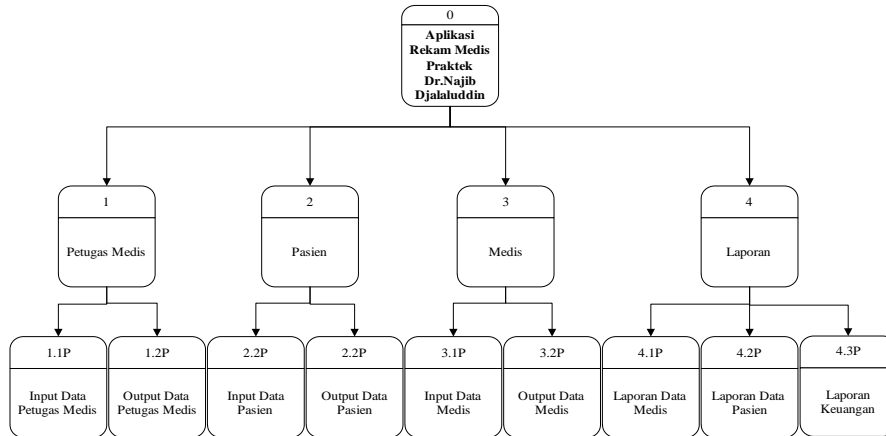 0
Aplikasi
Rekam Medis
Praktek
Dr.Najib
Djalaluddin
1
Petugas Medis
2
Pasien
3
Medis
4
Laporan
1.1P
Input Data
Petugas Medis
1.2P
Output Data
Petugas Medis
2.2P
Input Data
Pasien
2.2P
Output Data
Pasien
3.1P
Input Data
Medis
3.2P
Output Data
Medis
4.1P
Laporan Data
Medis
4.2P
Laporan Data
Pasien
4.3P
Laporan
Keuangan